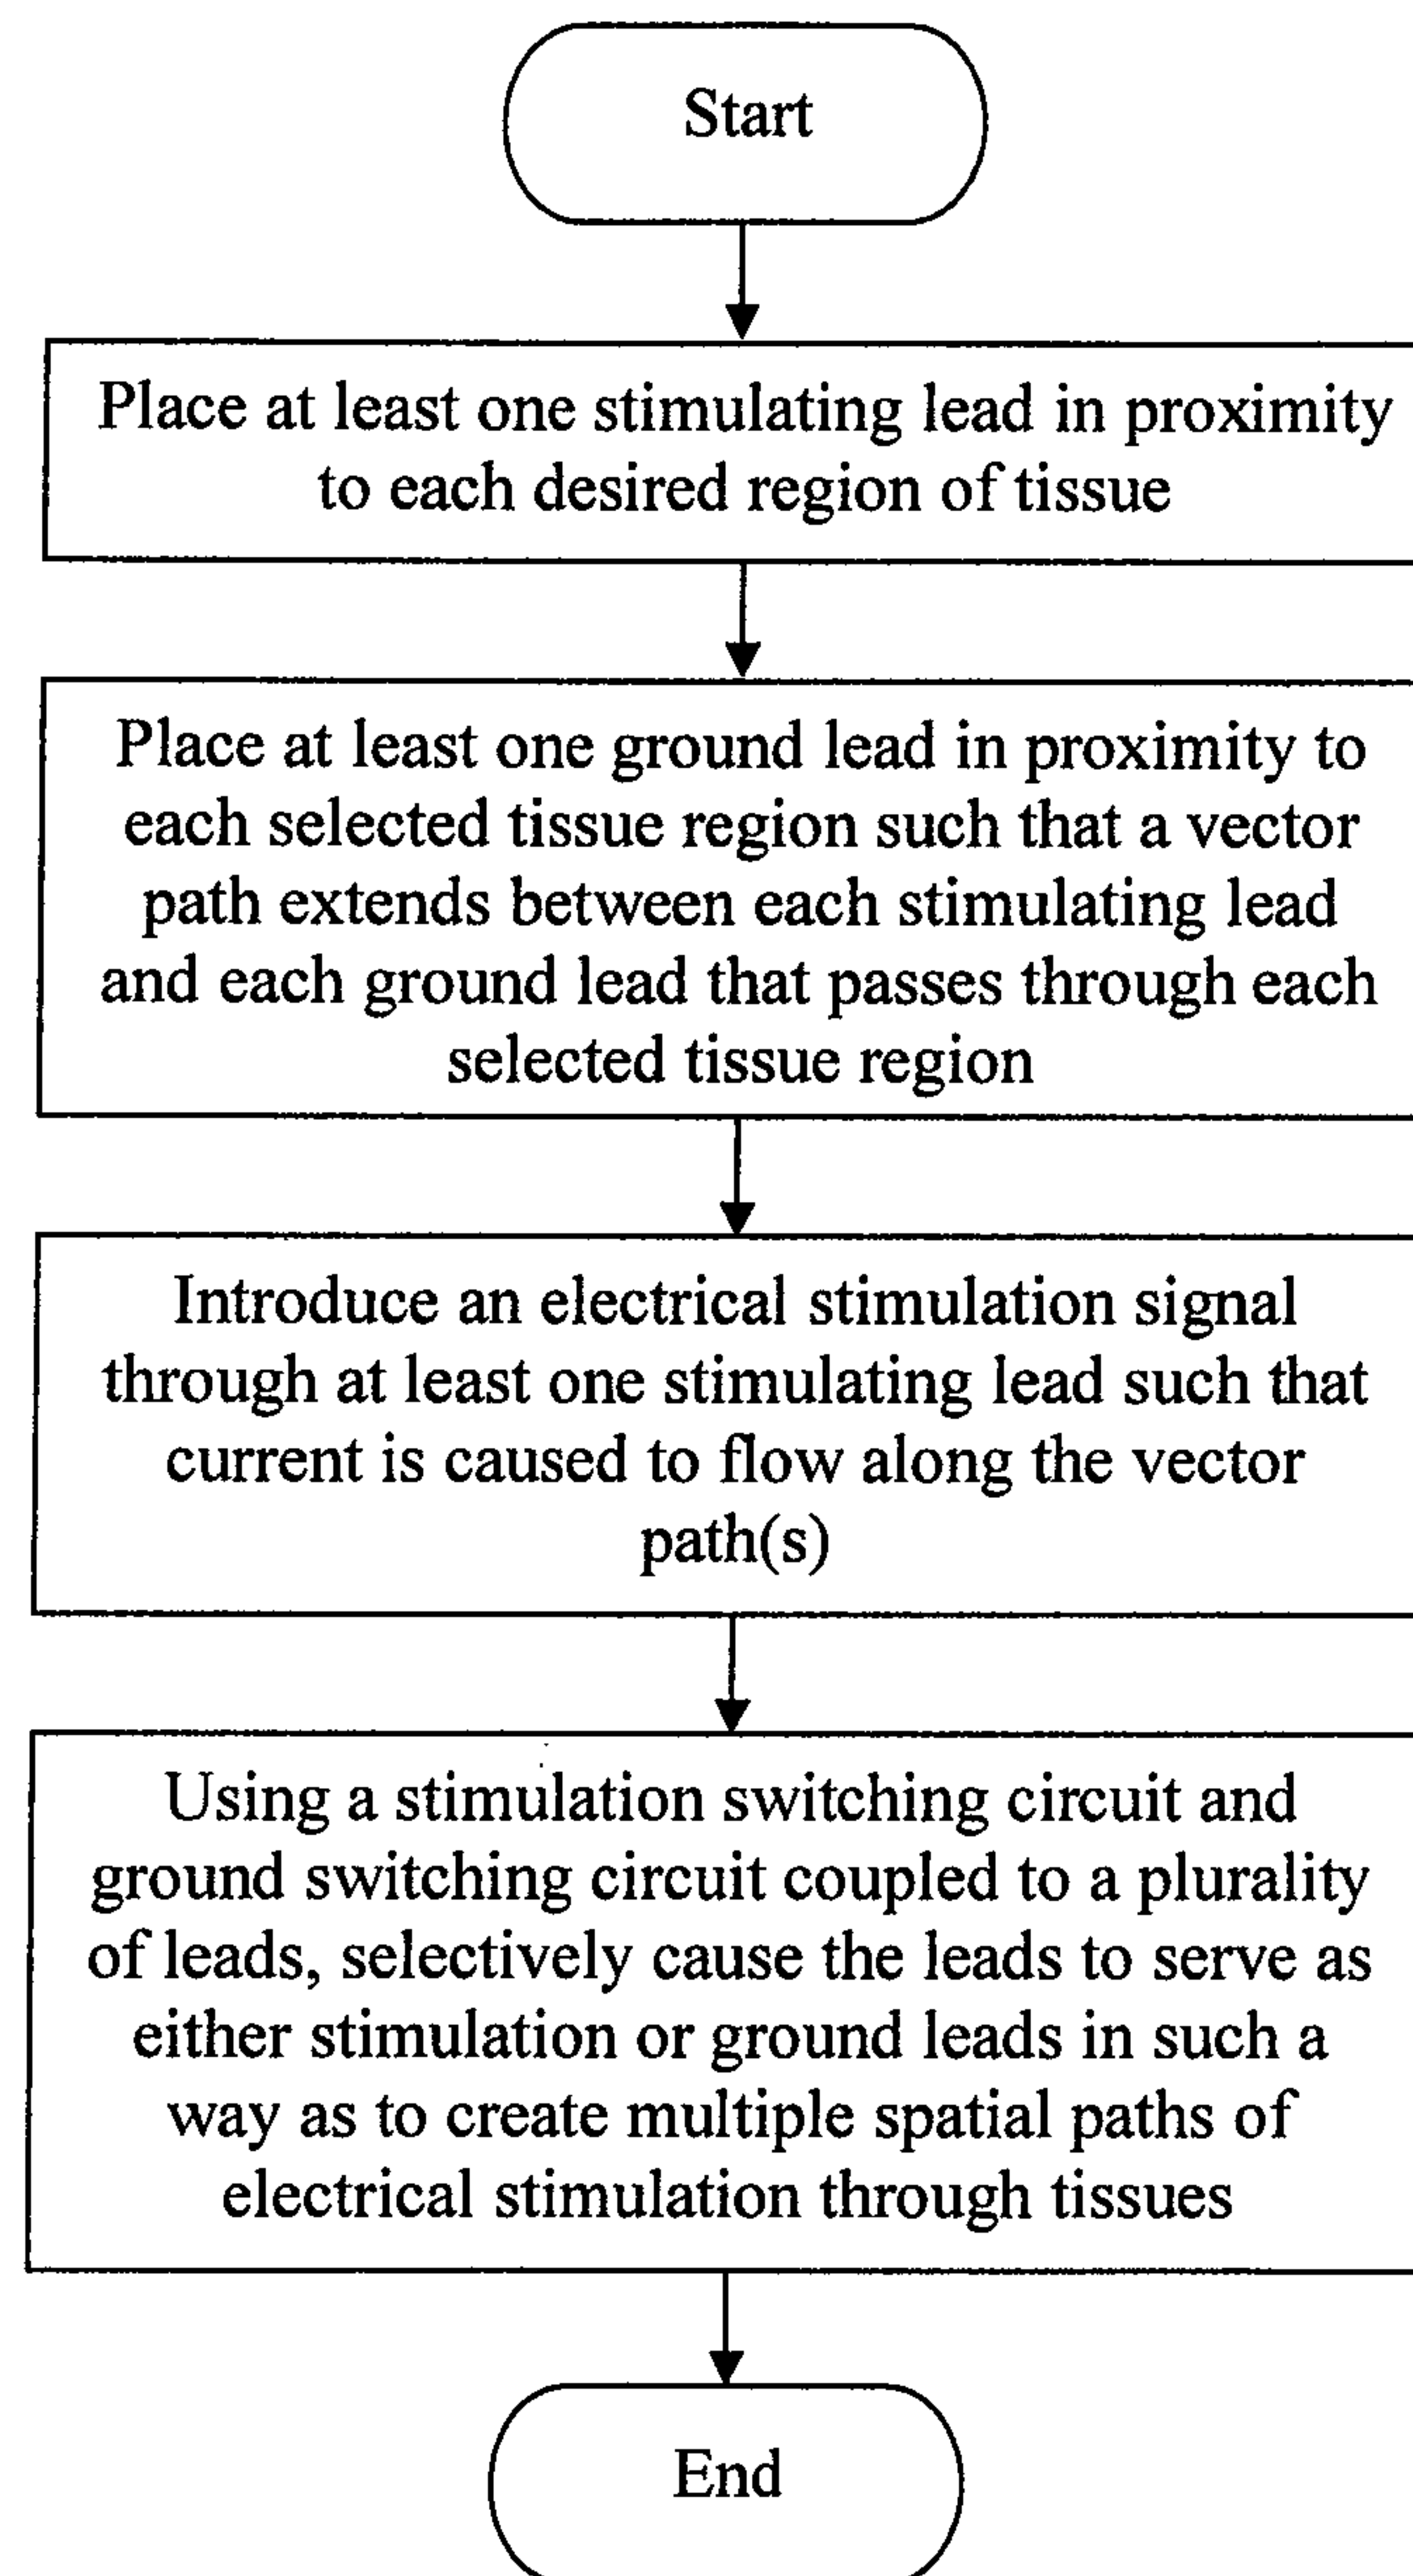 Start
Place at least one stimulating lead in proximity
to each desired region of tissue
Place at least one ground lead in proximity to
each selected tissue region such that a vector
path extends between each stimulating lead
and each ground lead that passes through each
selected tissue region
Introduce an electrical stimulation signal
through at least one stimulating lead such that
current is caused to flow along the vector
path(s)
Using a stimulation switching circuit and
ground switching circuit coupled to a plurality
of leads, selectively cause the leads to serve as
either stimulation or ground leads in such a
way as to create multiple spatial paths of
electrical stimulation through tissues
End